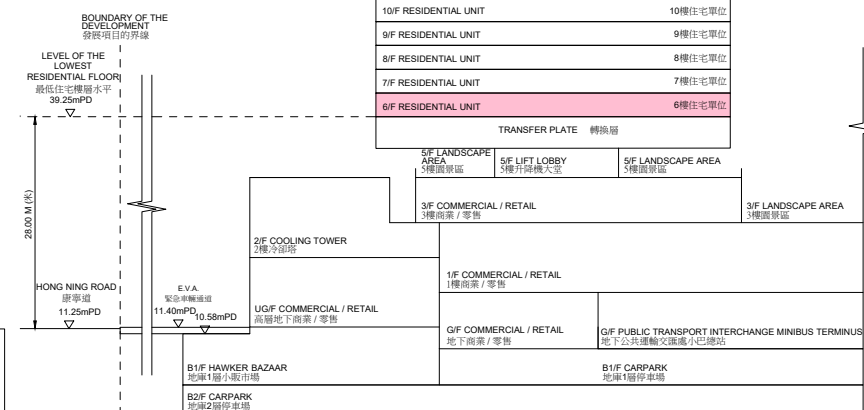 10/F RESIDENTIAL UNIT 10樓住宅單位
BOUNDARY OF THE
DEVELOPMENT
發展項目的界線
9/F RESIDENTIAL UNIT 9樓住宅單位
LEVEL OF THE
LOWEST
RESIDENTIAL FLOOR
最低住宅樓層水平
39.25mPD
8/F RESIDENTIAL UNIT 8樓住宅單位
7/F RESIDENTIAL UNIT 7樓住宅單位
6/F RESIDENTIAL UNIT 6樓住宅單位
TRANSFER PLATE 轉換層
5/F LANDSCAPE
AREA
5樓園景區
5/F LIFT LOBBY
5樓升降機大堂
5/F LANDSCAPE AREA
5樓園景區
28.00 M (米)
3/F COMMERCIAL / RETAIL
3樓商業 / 零售
3/F LANDSCAPE AREA
3樓園景區
2/F COOLING TOWER
2樓冷卻塔
1/F COMMERCIAL / RETAIL
1樓商業 / 零售
HONG NING ROAD
康寧道
11.25mPD
E.V.A.
緊急車輛通道
11.40mPD
10.58mPD
UG/F COMMERCIAL / RETAIL
高層地下商業 / 零售
G/F COMMERCIAL / RETAIL
地下商業 / 零售
G/F PUBLIC TRANSPORT INTERCHANGE MINIBUS TERMINUS
地下公共運輸交匯處小巴總站
B1/F HAWKER BAZAAR
地庫1層小販市場
B1/F CARPARK
地庫1層停車場
B2/F CARPARK
地庫2層停車場